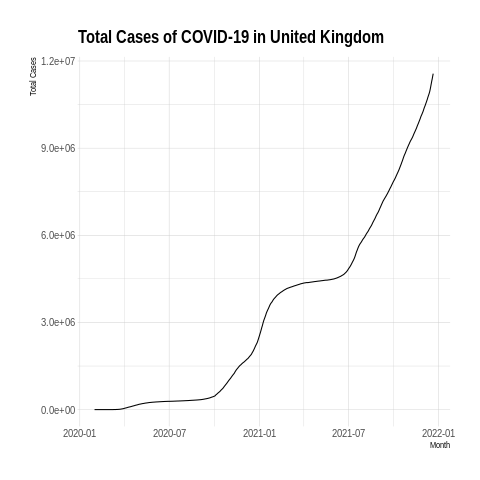 Total Cases of COVID-19 in United Kingdom
Total Cases
1.2e+07
9.0e+06
6.0e+06
3.0e+06
0.0e+00
2020-01
2020-07
2021-01
2021-07
2022-01
Month